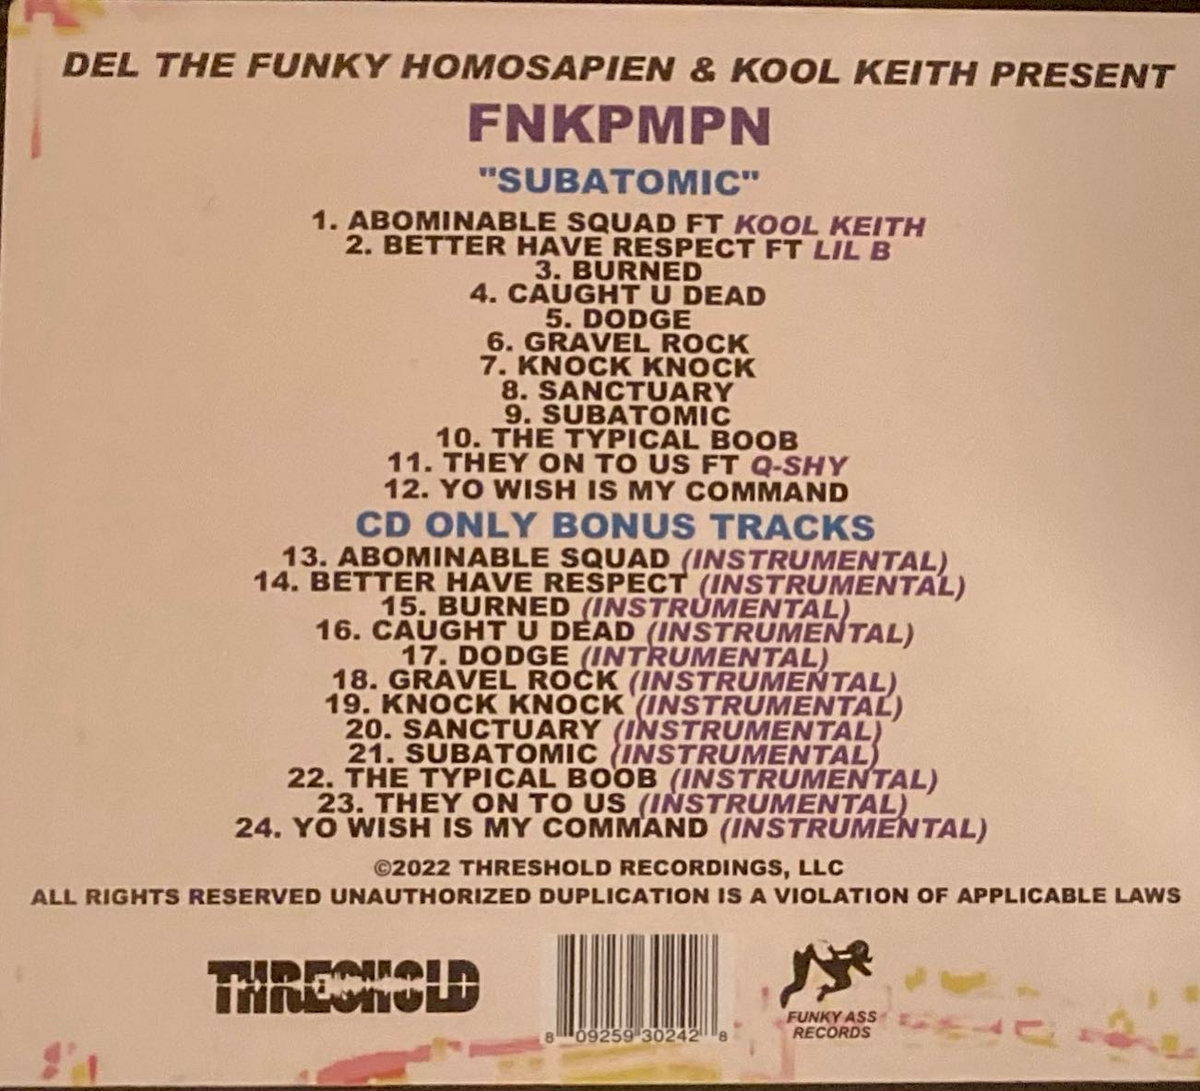 DEL THE FUNKY HOMOSAPIEN & KOOL KEITH PRESENT
FNKPMPN
"SUBATOMIC"
1. ABOMINABLE SQUAD FT KOOL KEITH
2. BETTER HAVE RESPECT FT LIL B
3. BURNED
4. CAUGHT U DEAD
5. DODGE
6. GRAVEL ROCK
7. KNOCK KNOCK
8. SANCTUARY
9. SUBATOMIC
10. THE TYPICAL BOOB
11. THEY ON TO US FT Q-SHY
12. YO WISH IS MY COMMAND
CD ONLY BONUS TRACKS
13. ABOMINABLE SQUAD (INSTRUMENTAL)
14. BETTER HAVE RESPECT (INSTRUMENTAL)
15. BURNED (INSTRUMENTAL)
16. CAUGHT U DEAD (INSTRUMENTAL)
17. DODGE (INTRUMENTAL)
18. GRAVEL ROCK (INSTRUMENTAL)
19. KNOCK KNOCK (INSTRUMENTAL)
20. SANCTUARY (INSTRUMENTAL)
21. SUBATOMIC (INSTRUMENTAL)
22. THE TYPICAL BOOB (INSTRUMENTAL)
23. THEY ON TO US (INSTRUMENTAL)
24. YO WISH IS MY COMMAND (INSTRUMENTAL)
©2022 THRESHOLD RECORDINGS, LLC
ALL RIGHTS RESERVED UNAUTHORIZED DUPLICATION IS A VIOLATION OF APPLICABLE LAWS
THRESHOLD
8 09259 30242 8
FUNKY ASS
RECORDS